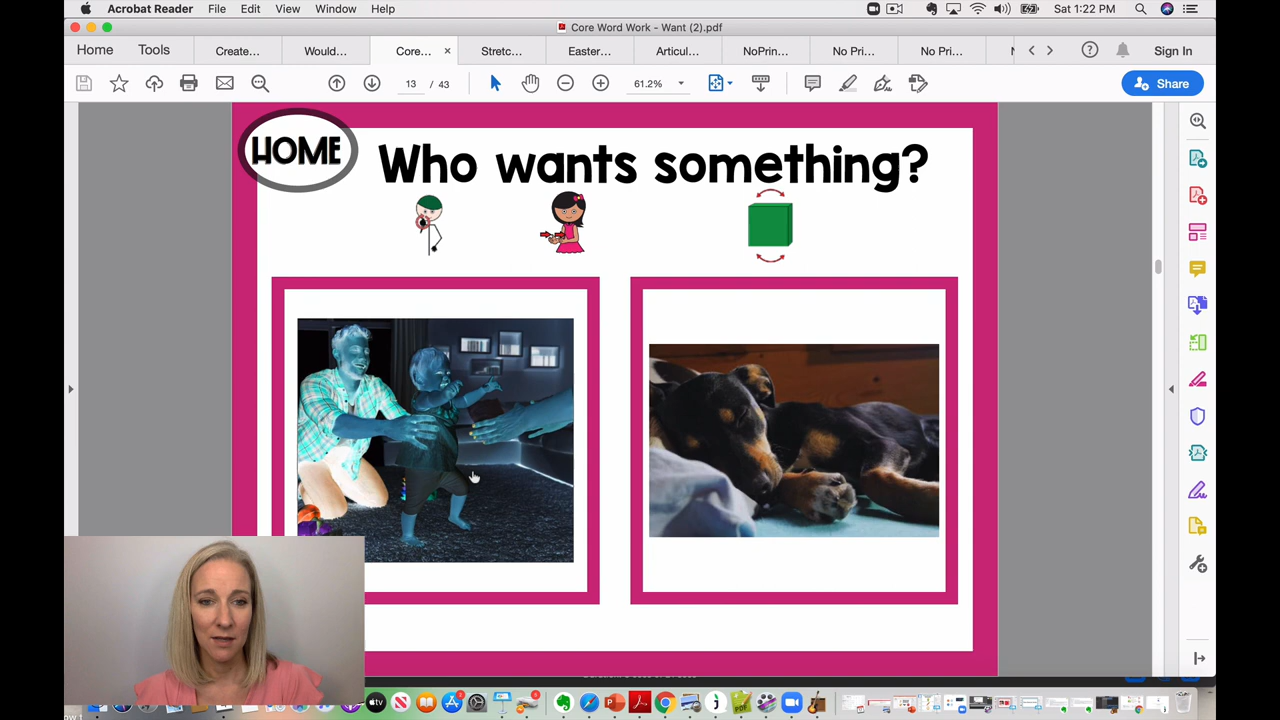 Acrobat Reader File Edit View Window Help Sat 1:22 PM
Core Word Work - Want (2).pdf
Home Tools Create... Would... Core... × Stretc... Easter... Articul... NoPrin... No Pri... No Pri... Sign In
13 / 43 61.2% Share
HOME
Who wants something?